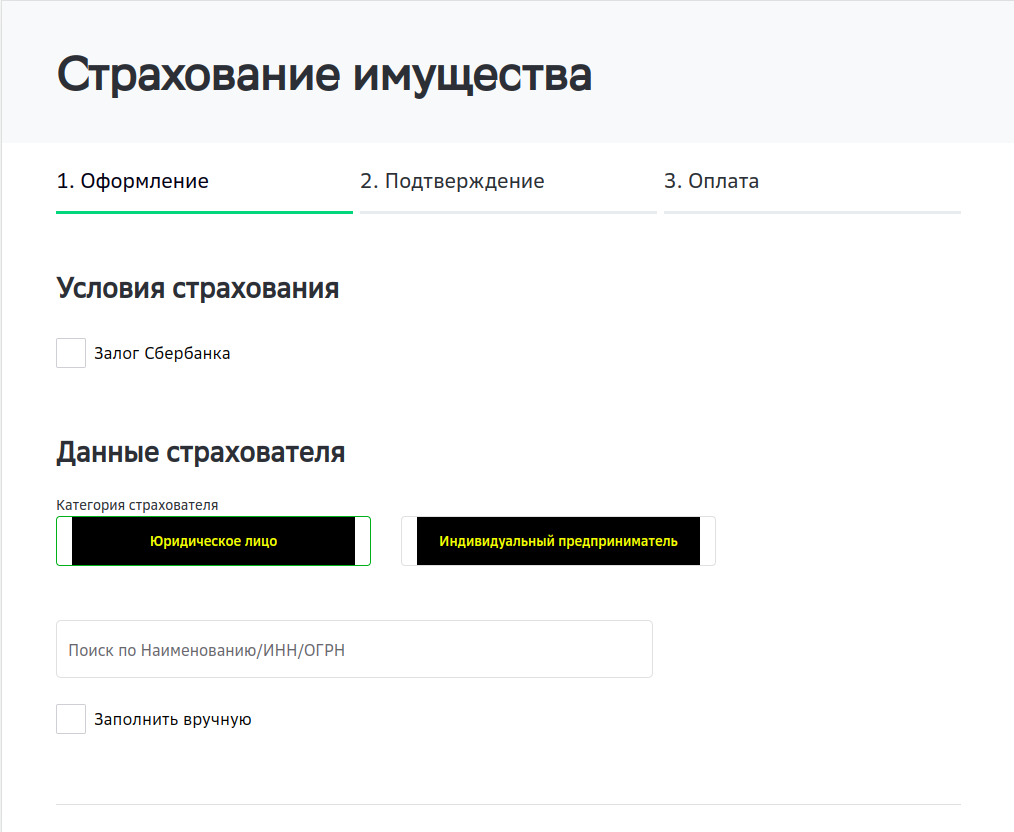 Страхование имущества
1. Оформление
2. Подтверждение
3. Оплата
Условия страхования
Залог Сбербанка
Данные страхователя
Категория страхователя
Юридическое лицо
Индивидуальный предприниматель
Поиск по Наименованию/ИНН/ОГРН
Заполнить вручную